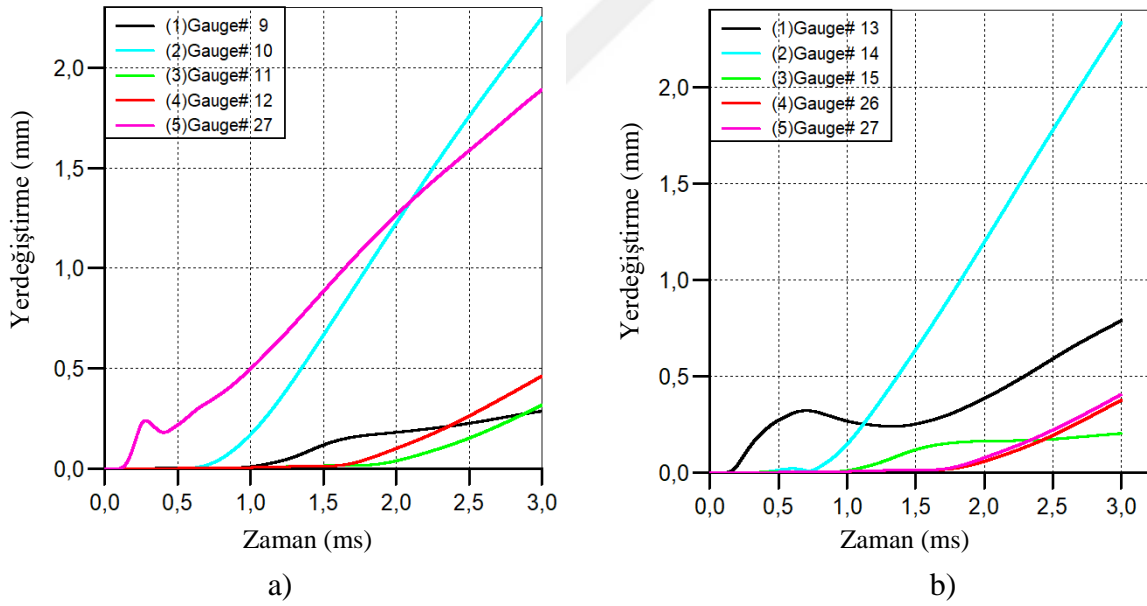 (1)Gauge# 9
(2)Gauge# 10
(3)Gauge# 11
(4)Gauge# 12
(5)Gauge# 27
2,0
1,5
1,0
0,5
0,0
Yerdeğiştirme (mm)
0,0 0,5 1,0 1,5 2,0 2,5 3,0
Zaman (ms)
a)
(1)Gauge# 13
(2)Gauge# 14
(3)Gauge# 15
(4)Gauge# 26
(5)Gauge# 27
2,0
1,5
1,0
0,5
0,0
Yerdeğiştirme (mm)
0,0 0,5 1,0 1,5 2,0 2,5 3,0
Zaman (ms)
b)